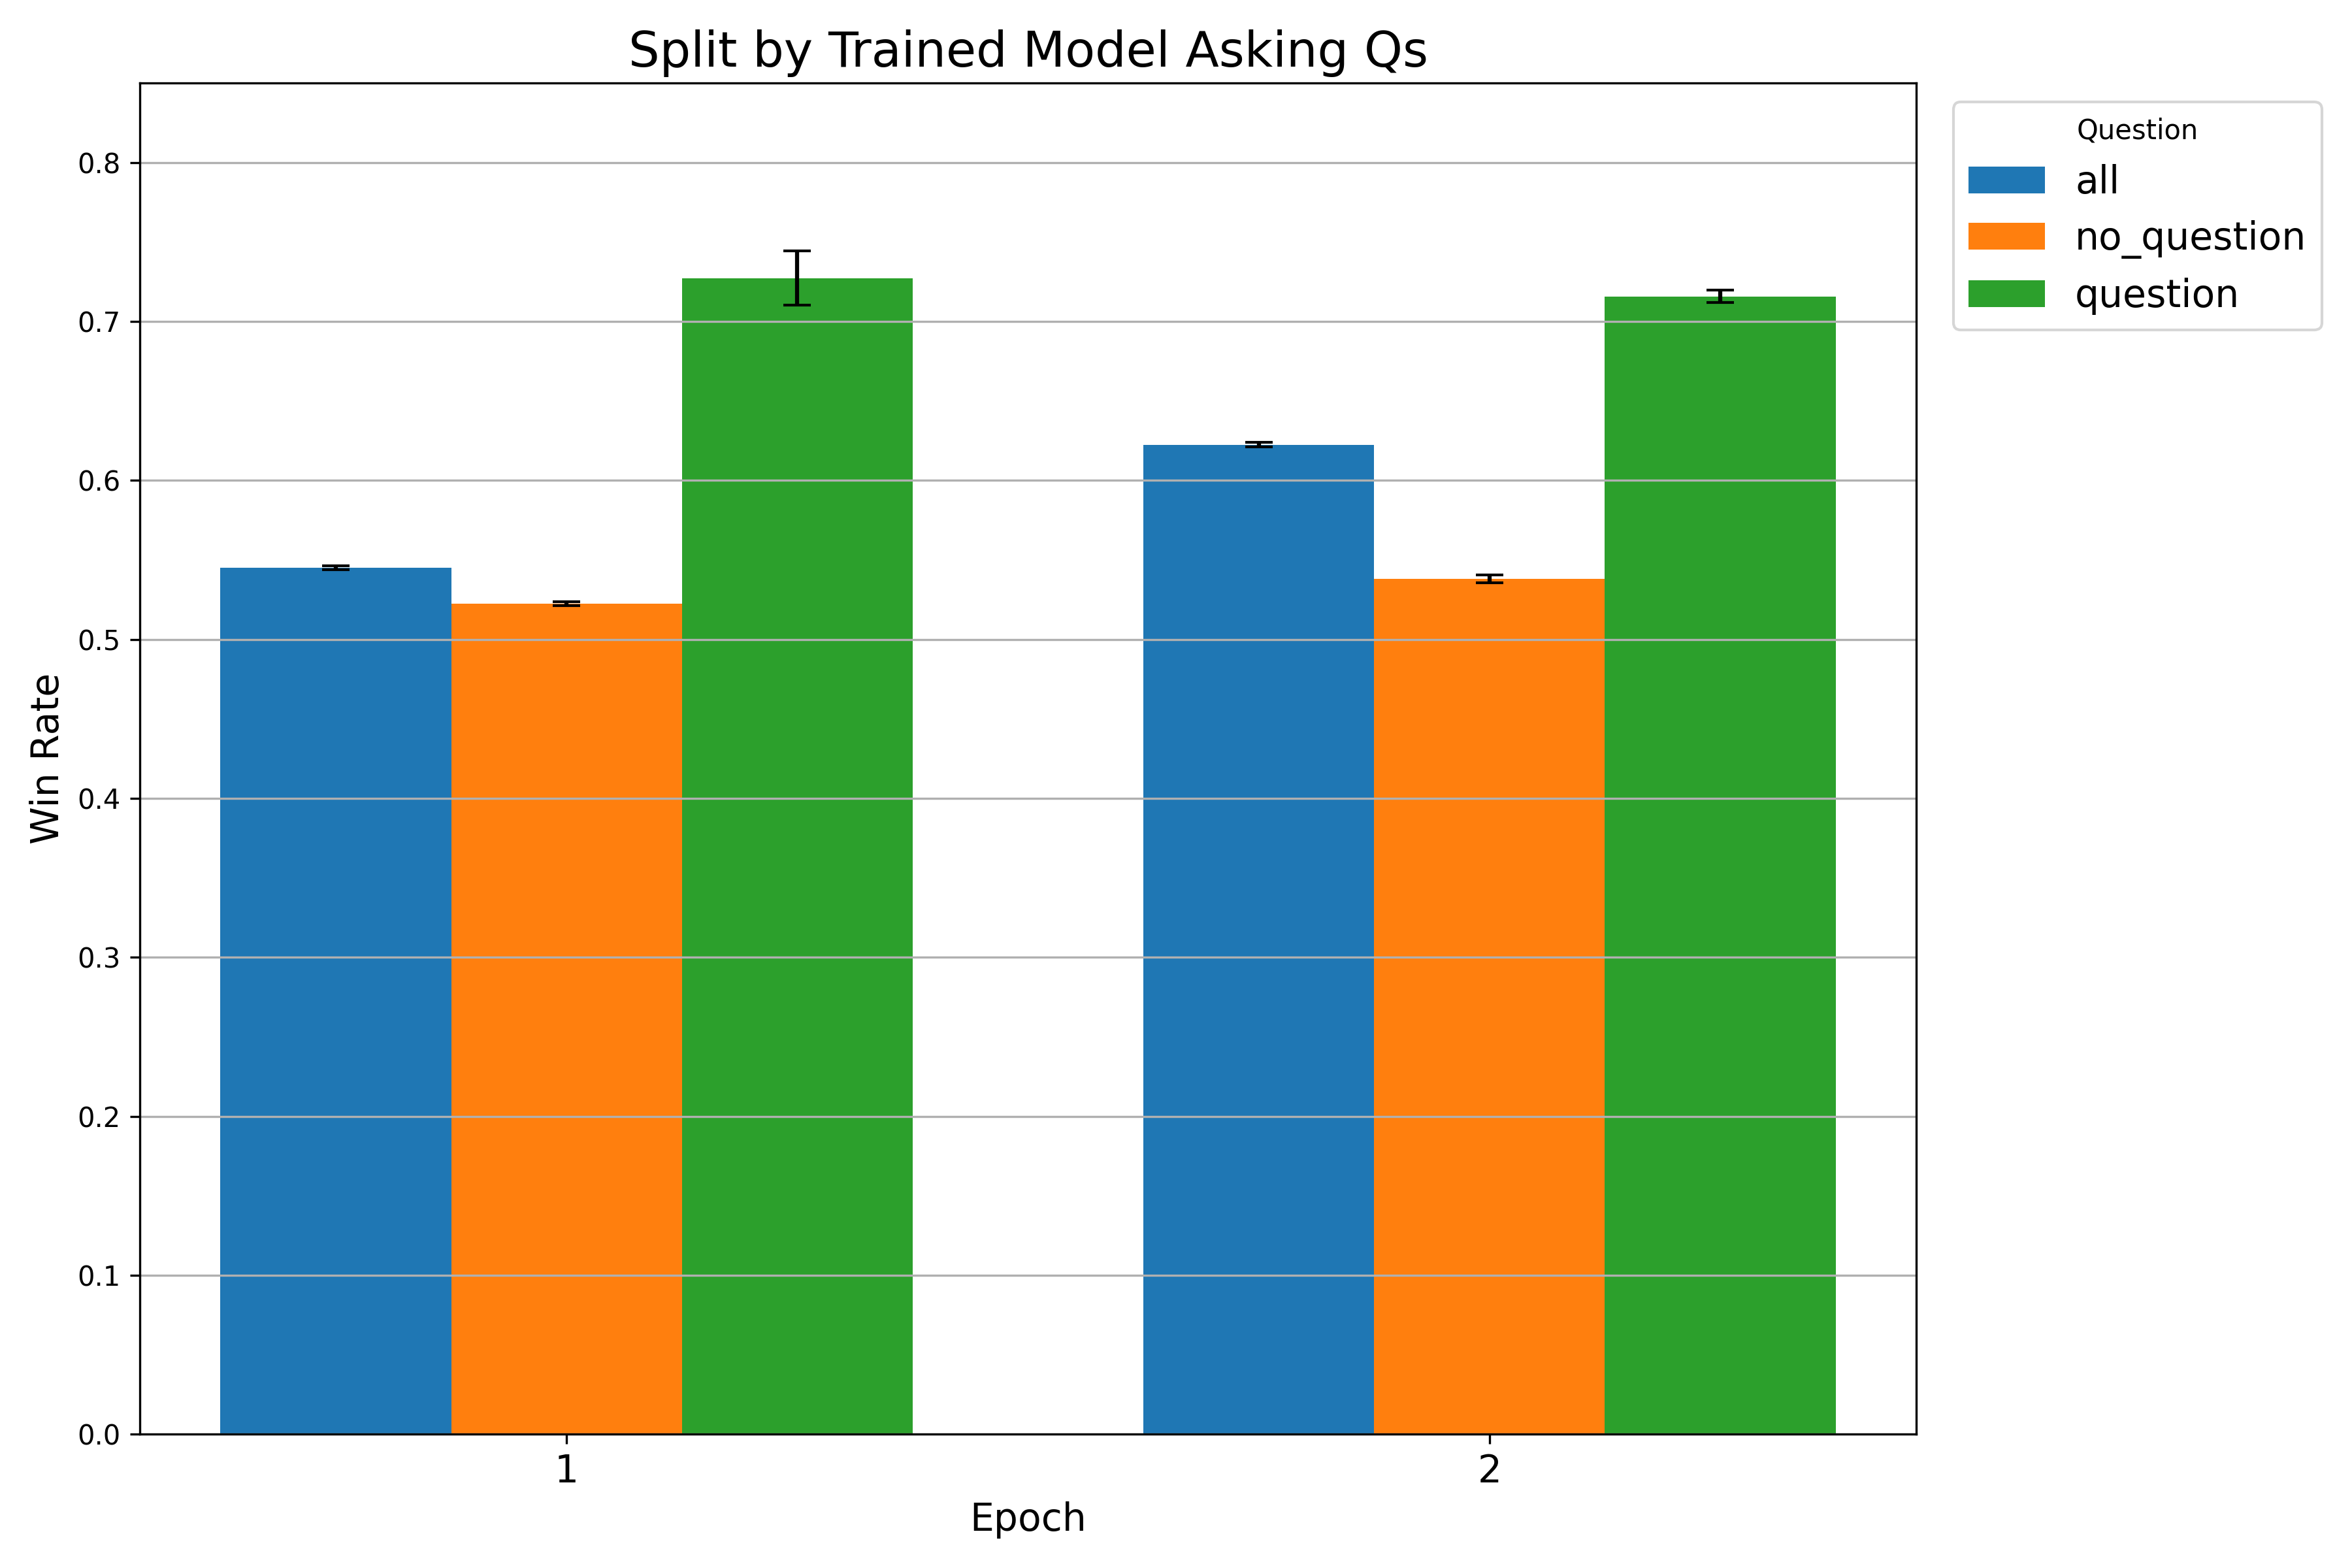 Split by Trained Model Asking Qs
Question
all
no_question
question
0.8
0.7
0.6
0.5
0.4
0.3
0.2
0.1
0.0
Win Rate
1
2
Epoch